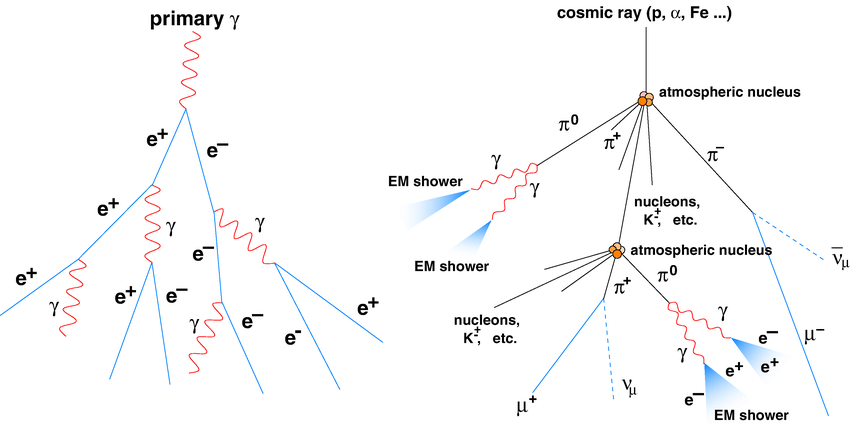 primary γ
e+
e−
e+
γ
γ
e−
e+
γ
e+
e−
γ
e−
e-
e+
cosmic ray (p, α, Fe ...)
atmospheric nucleus
π0
π+
π−
γ
γ
EM shower
EM shower
nucleons,
K±, etc.
atmospheric nucleus
ν̅μ
π+
π0
nucleons,
K±, etc.
γ
γ
e−
e+
e+
e−
μ−
μ+
νμ
EM shower